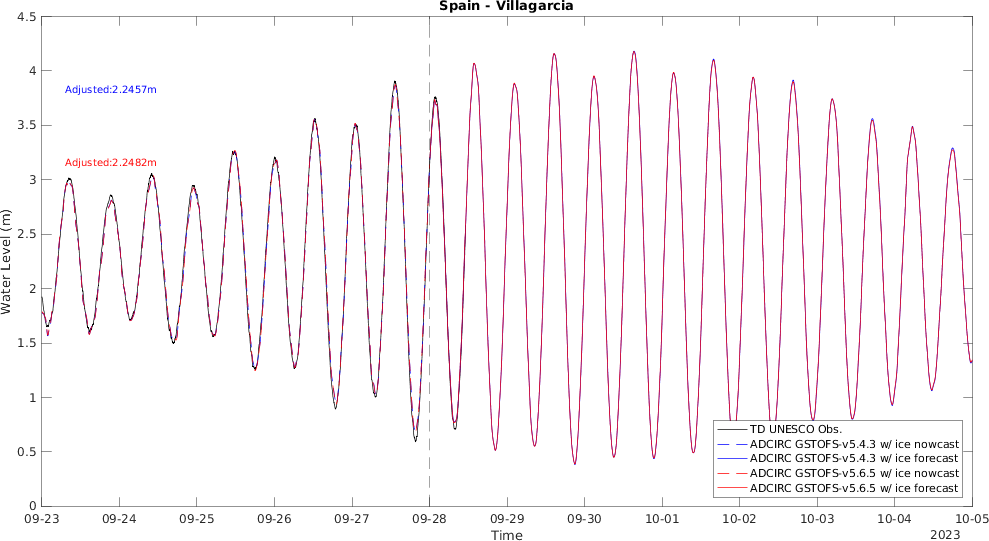 Spain - Villagarcia
4.5
4
3.5
3
2.5
2
1.5
1
0.5
0
Water Level (m)
Adjusted:2.2457m
Adjusted:2.2482m
TD UNESCO Obs.
ADCIRC GSTOFS-v5.4.3 w/ ice nowcast
ADCIRC GSTOFS-v5.4.3 w/ ice forecast
ADCIRC GSTOFS-v5.6.5 w/ ice nowcast
ADCIRC GSTOFS-v5.6.5 w/ ice forecast
09-23 09-24 09-25 09-26 09-27 09-28 09-29 09-30 10-01 10-02 10-03 10-04 10-05
Time
2023